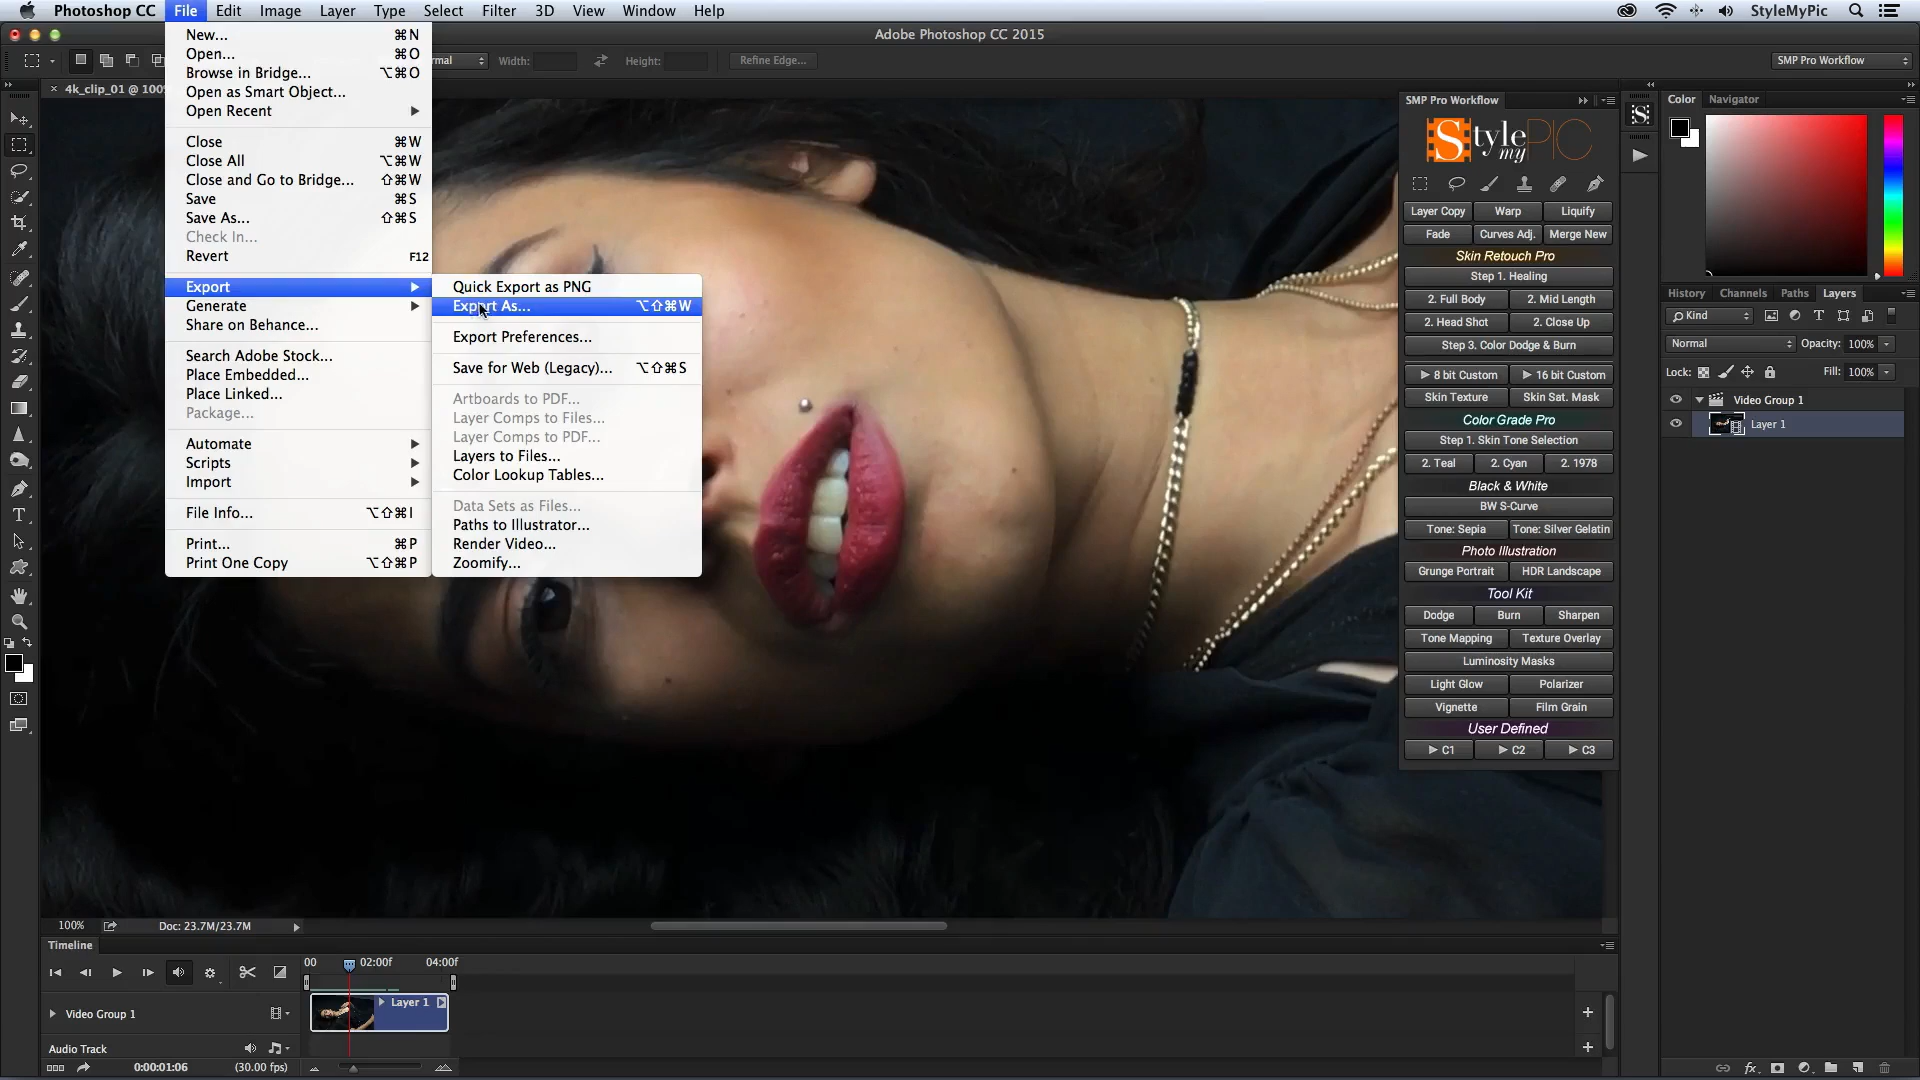 Photoshop CC File Edit Image Layer Type Select Filter 3D View Window Help StyleMyPic
Adobe Photoshop CC 2015
Width: Height: Refine Edge... SMP Pro Workflow
4k_clip_01 @ 100
New... ⌘N
Open... ⌘O
Browse in Bridge... ⌥⌘O
Open as Smart Object...
Open Recent
Close ⌘W
Close All ⌥⌘W
Close and Go to Bridge... ⇧⌘W
Save ⌘S
Save As... ⇧⌘S
Check In...
Revert F12
Export
Generate
Share on Behance...
Search Adobe Stock...
Place Embedded...
Place Linked...
Package...
Automate
Scripts
Import
File Info... ⌥⇧⌘I
Print... ⌘P
Print One Copy ⌥⇧⌘P
Quick Export as PNG
Export As... ⌥⇧⌘W
Export Preferences...
Save for Web (Legacy)... ⌥⇧⌘S
Artboards to PDF...
Layer Comps to Files...
Layer Comps to PDF...
Layers to Files...
Color Lookup Tables...
Data Sets as Files...
Paths to Illustrator...
Render Video...
Zoomify...
SMP Pro Workflow
Style my PIC
Layer Copy Warp Liquify
Fade Curves Adj. Merge New
Skin Retouch Pro
Step 1. Healing
2. Full Body 2. Mid Length
2. Head Shot 2. Close Up
Step 3. Color Dodge & Burn
8 bit Custom 16 bit Custom
Skin Texture Skin Sat. Mask
Color Grade Pro
Step 1. Skin Tone Selection
2. Teal 2. Cyan 2. 1978
Black & White
BW S-Curve
Tone: Sepia Tone: Silver Gelatin
Photo Illustration
Grunge Portrait HDR Landscape
Tool Kit
Dodge Burn Sharpen
Tone Mapping Texture Overlay
Luminosity Masks
Light Glow Polarizer
Vignette Film Grain
User Defined
C1 C2 C3
Color Navigator
History Channels Paths Layers
Kind
Normal Opacity: 100%
Lock: Fill: 100%
Video Group 1
Layer 1
100% Doc: 23.7M/23.7M
Timeline
00 02:00f 04:00f
Layer 1
Video Group 1
Audio Track
0:00:01:06 (30.00 fps)